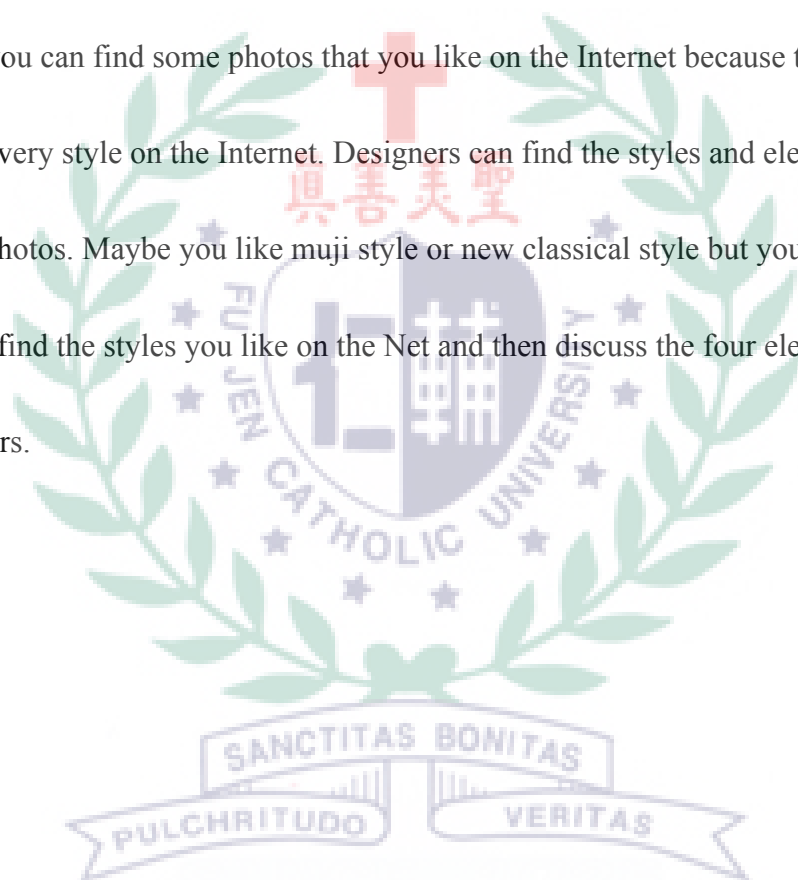 ou can find some photos that you like on the Internet because t
very style on the Internet. Designers can find the styles and ele
真善美聖
hotos. Maybe you like muji style or new classical style but you
find the styles you like on the Net and then discuss the four ele
rs.
FU JEN CATHOLIC UNIVERSITY
SANCTITAS BONITAS
PULCHRITUDO VERITAS